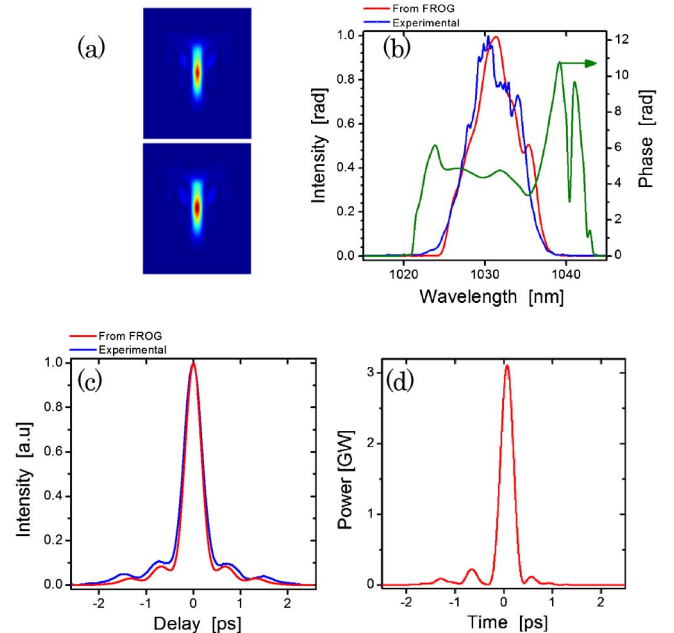 (a)
From FROG
Experimental
(b)
1.0
0.8
0.6
0.4
0.2
0.0
Intensity [rad]
12
10
8
6
4
2
0
Phase [rad]
1020
1030
1040
Wavelength [nm]
From FROG
Experimental
(c)
1.0
0.8
0.6
0.4
0.2
0.0
Intensity [a.u]
-2
-1
0
1
2
Delay [ps]
(d)
3
2
1
0
Power [GW]
-2
-1
0
1
2
Time [ps]